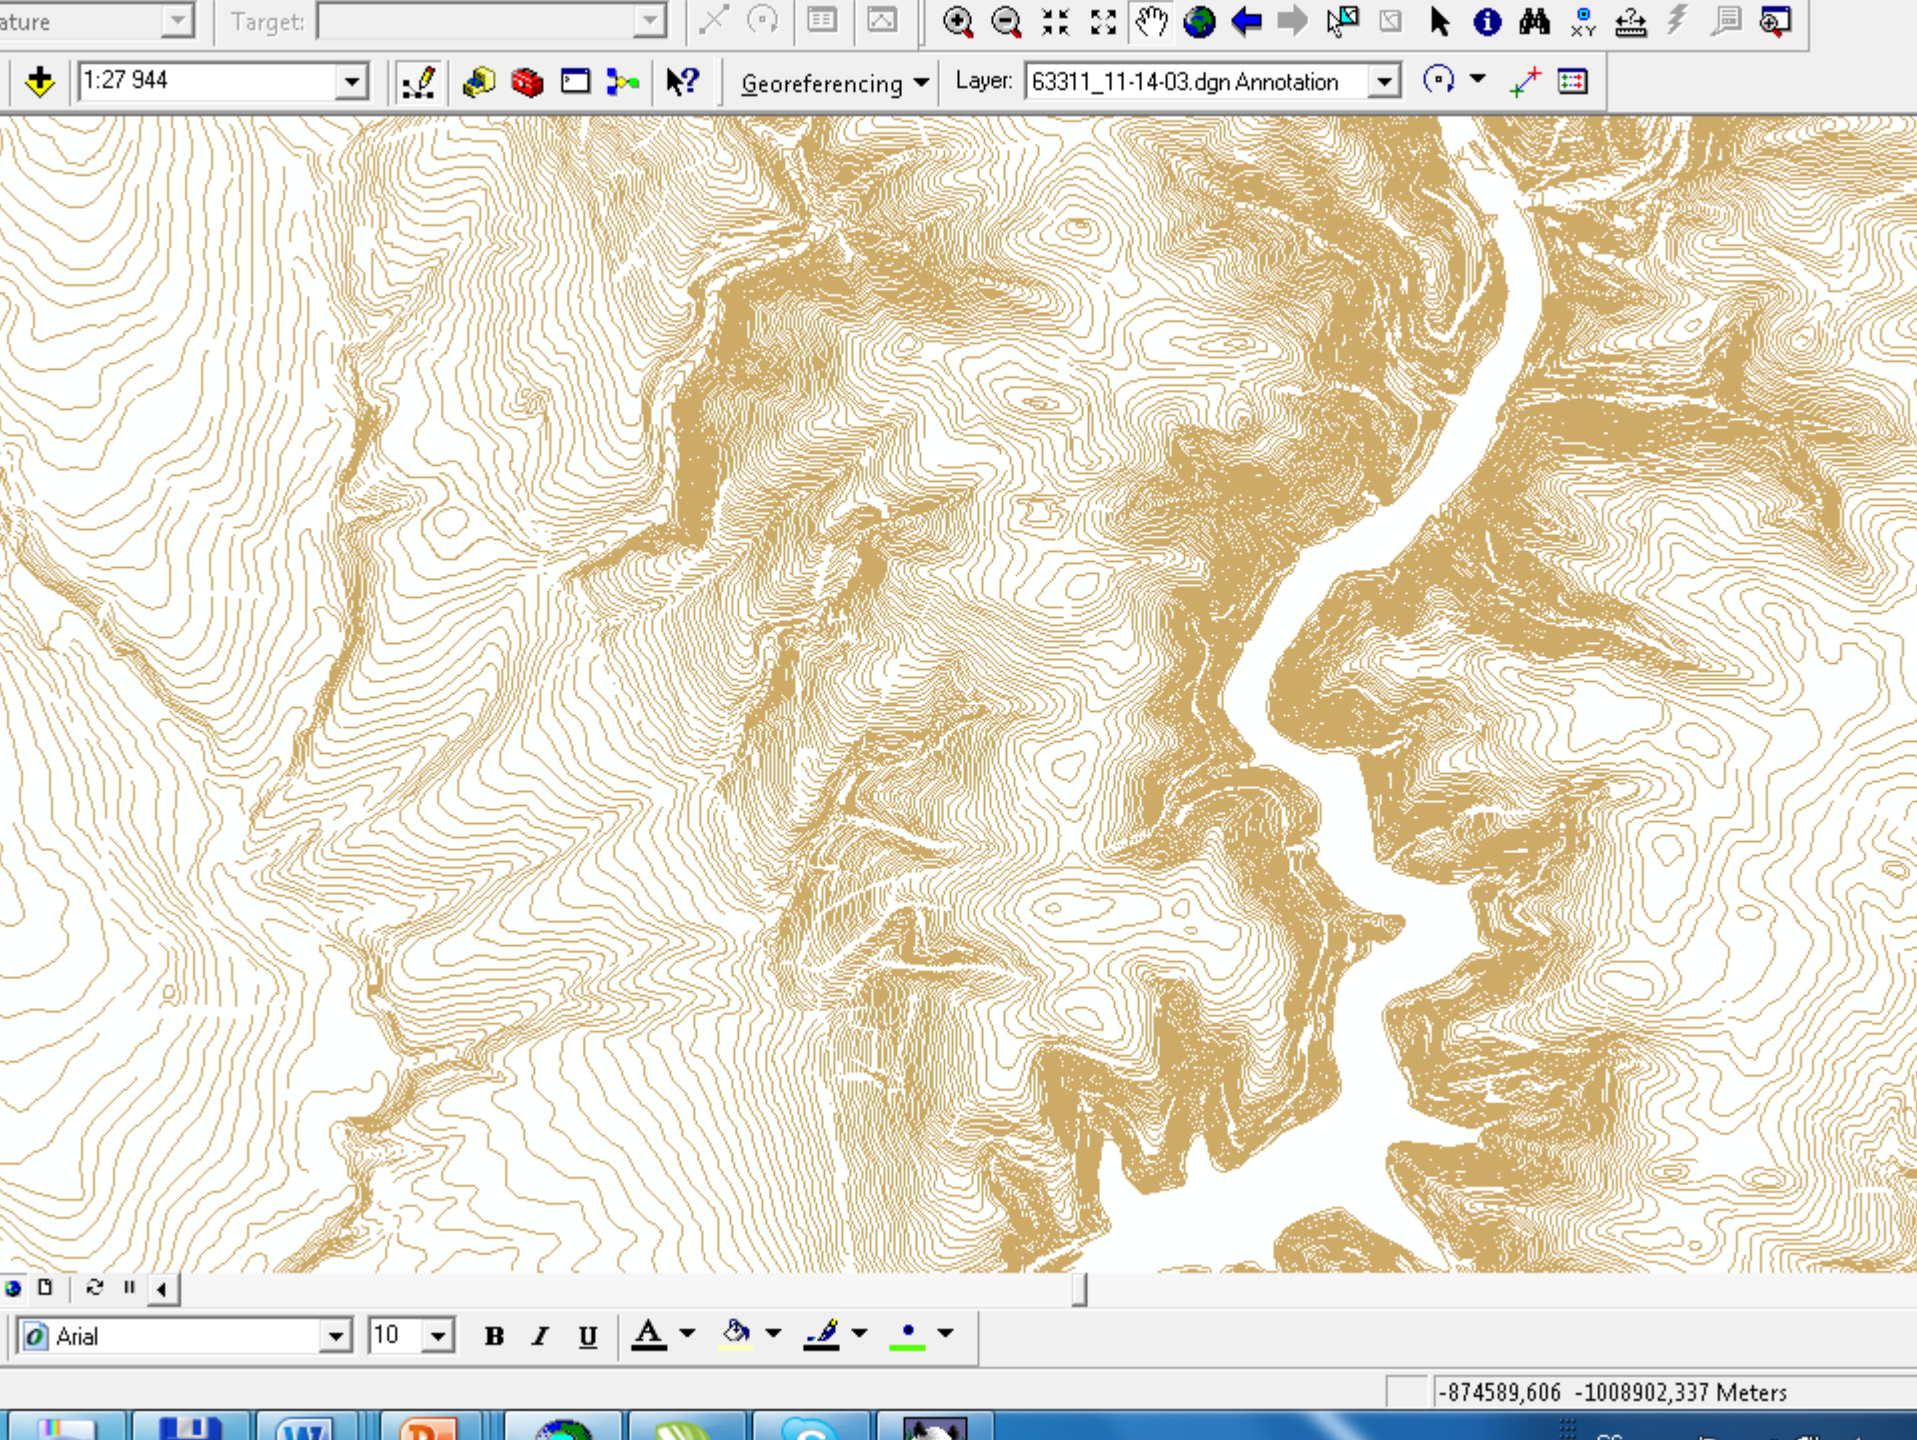 ature Target:
XY
1:27 944 Georeferencing Layer: 63311_11-14-03.dgn Annotation
Arial 10 B I U A
-874589,606 -1008902,337 Meters